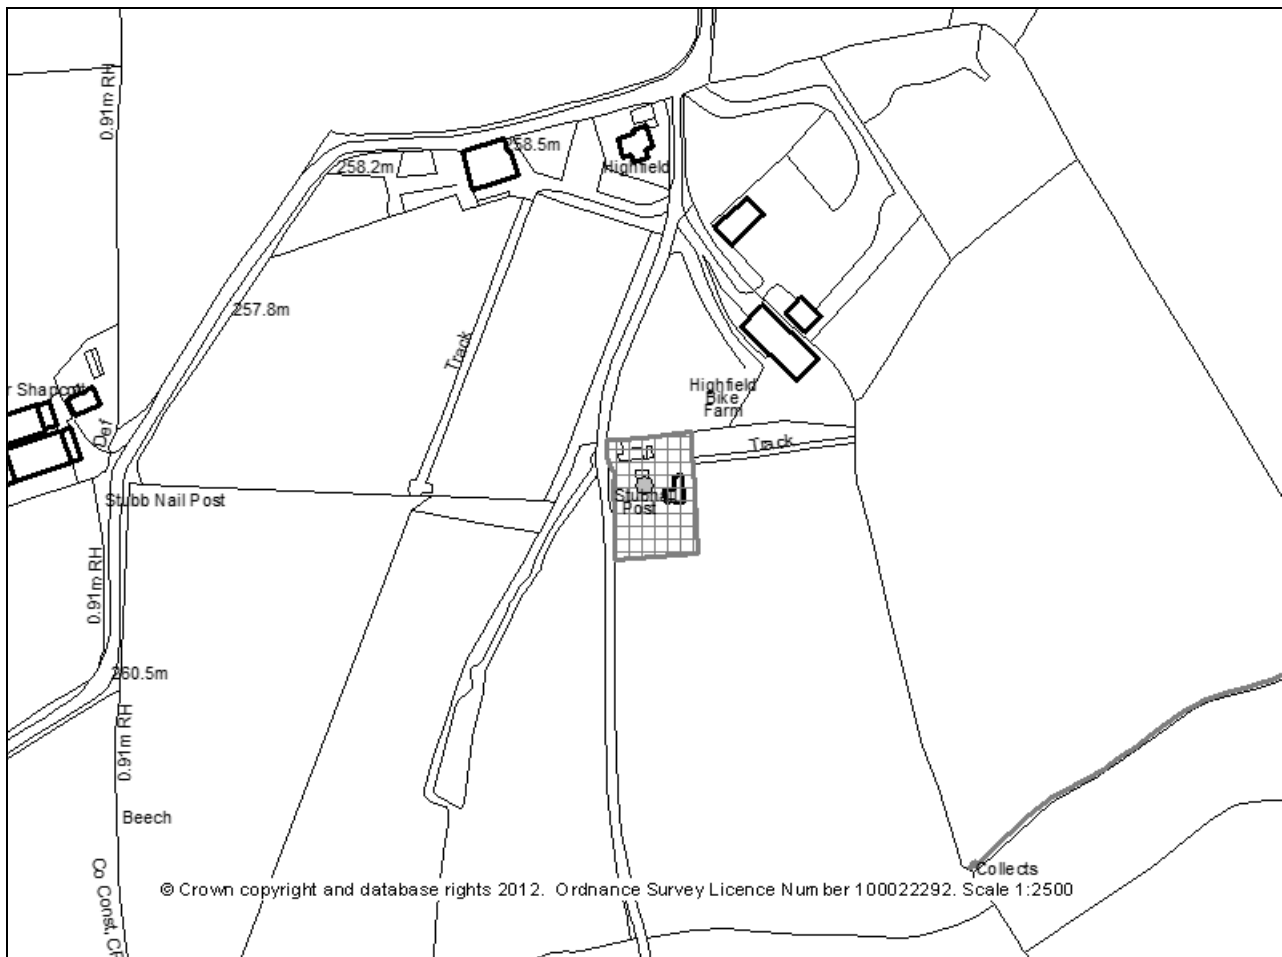 0.91m RH
258.5m
258.2m
Highfield
257.8m
Track
r Shapcott
Highfield
Bike
Farm
Def
Track
Stubb Nail Post
Post
0.91m RH
260.5m
0.91m RH
Beech
Co Const, CP
Collects
© Crown copyright and database rights 2012. Ordnance Survey Licence Number 100022292. Scale 1:2500